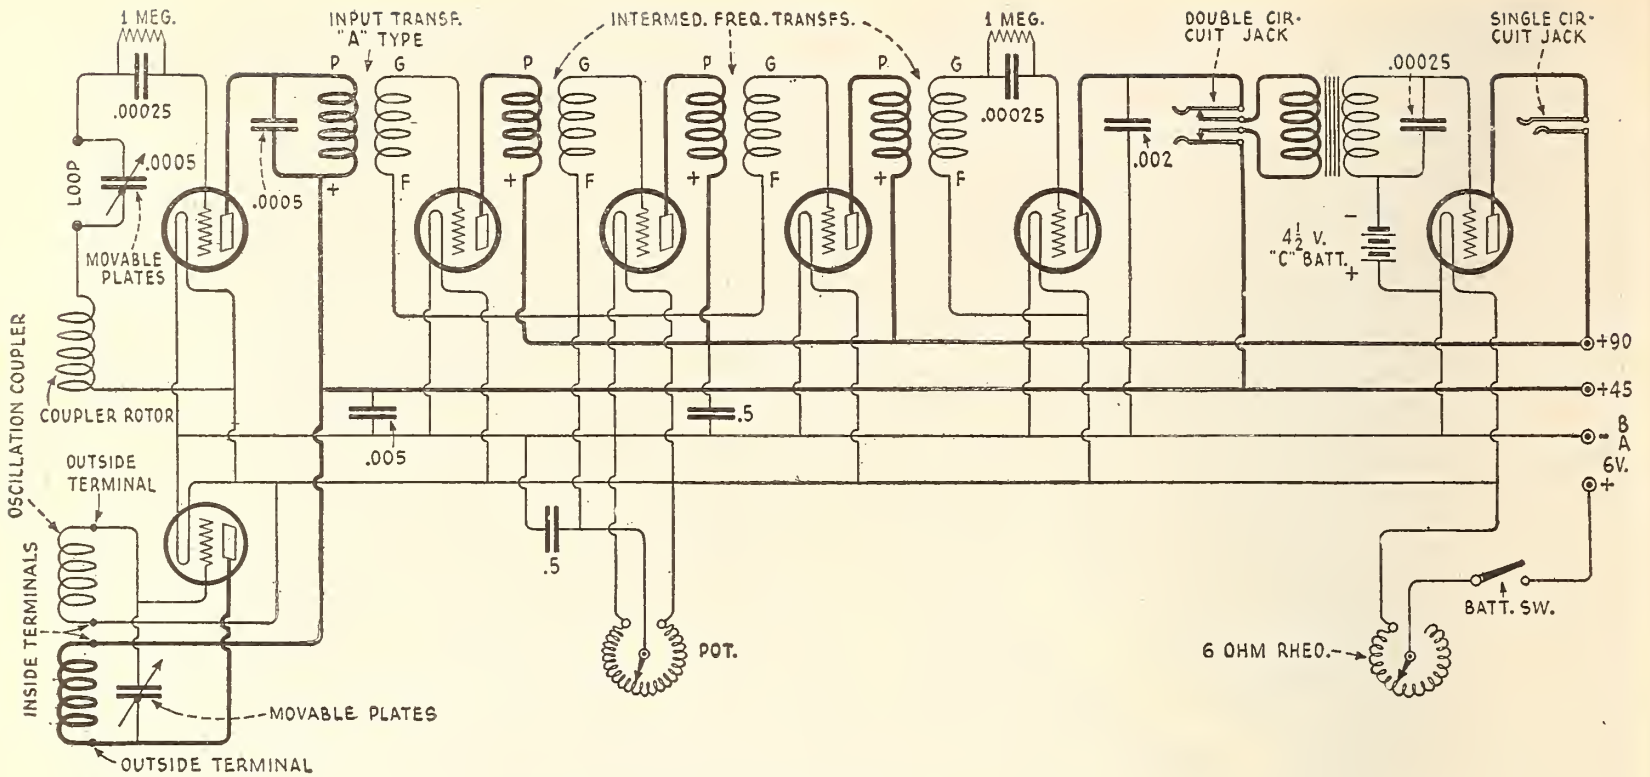 1 MEG.
INPUT TRANSF.
"A" TYPE
INTERMED. FREQ. TRANSFS.
1 MEG.
DOUBLE CIR-
CUIT JACK
SINGLE CIR-
CUIT JACK
P
G
P
G
P
G
P
G
.00025
.00025
.00025
.0005
LOOP
.0005
.002
+
F
+
+
F
+
F
MOVABLE
PLATES
4½ V.
"C" BATT.
-
+
OSCILLATION COUPLER
COUPLER ROTOR
+90
+45
.005
.5
- B
A
6V.
+
OUTSIDE
TERMINAL
.5
INSIDE TERMINALS
BATT. SW.
POT.
6 OHM RHEO.
MOVABLE PLATES
OUTSIDE TERMINAL